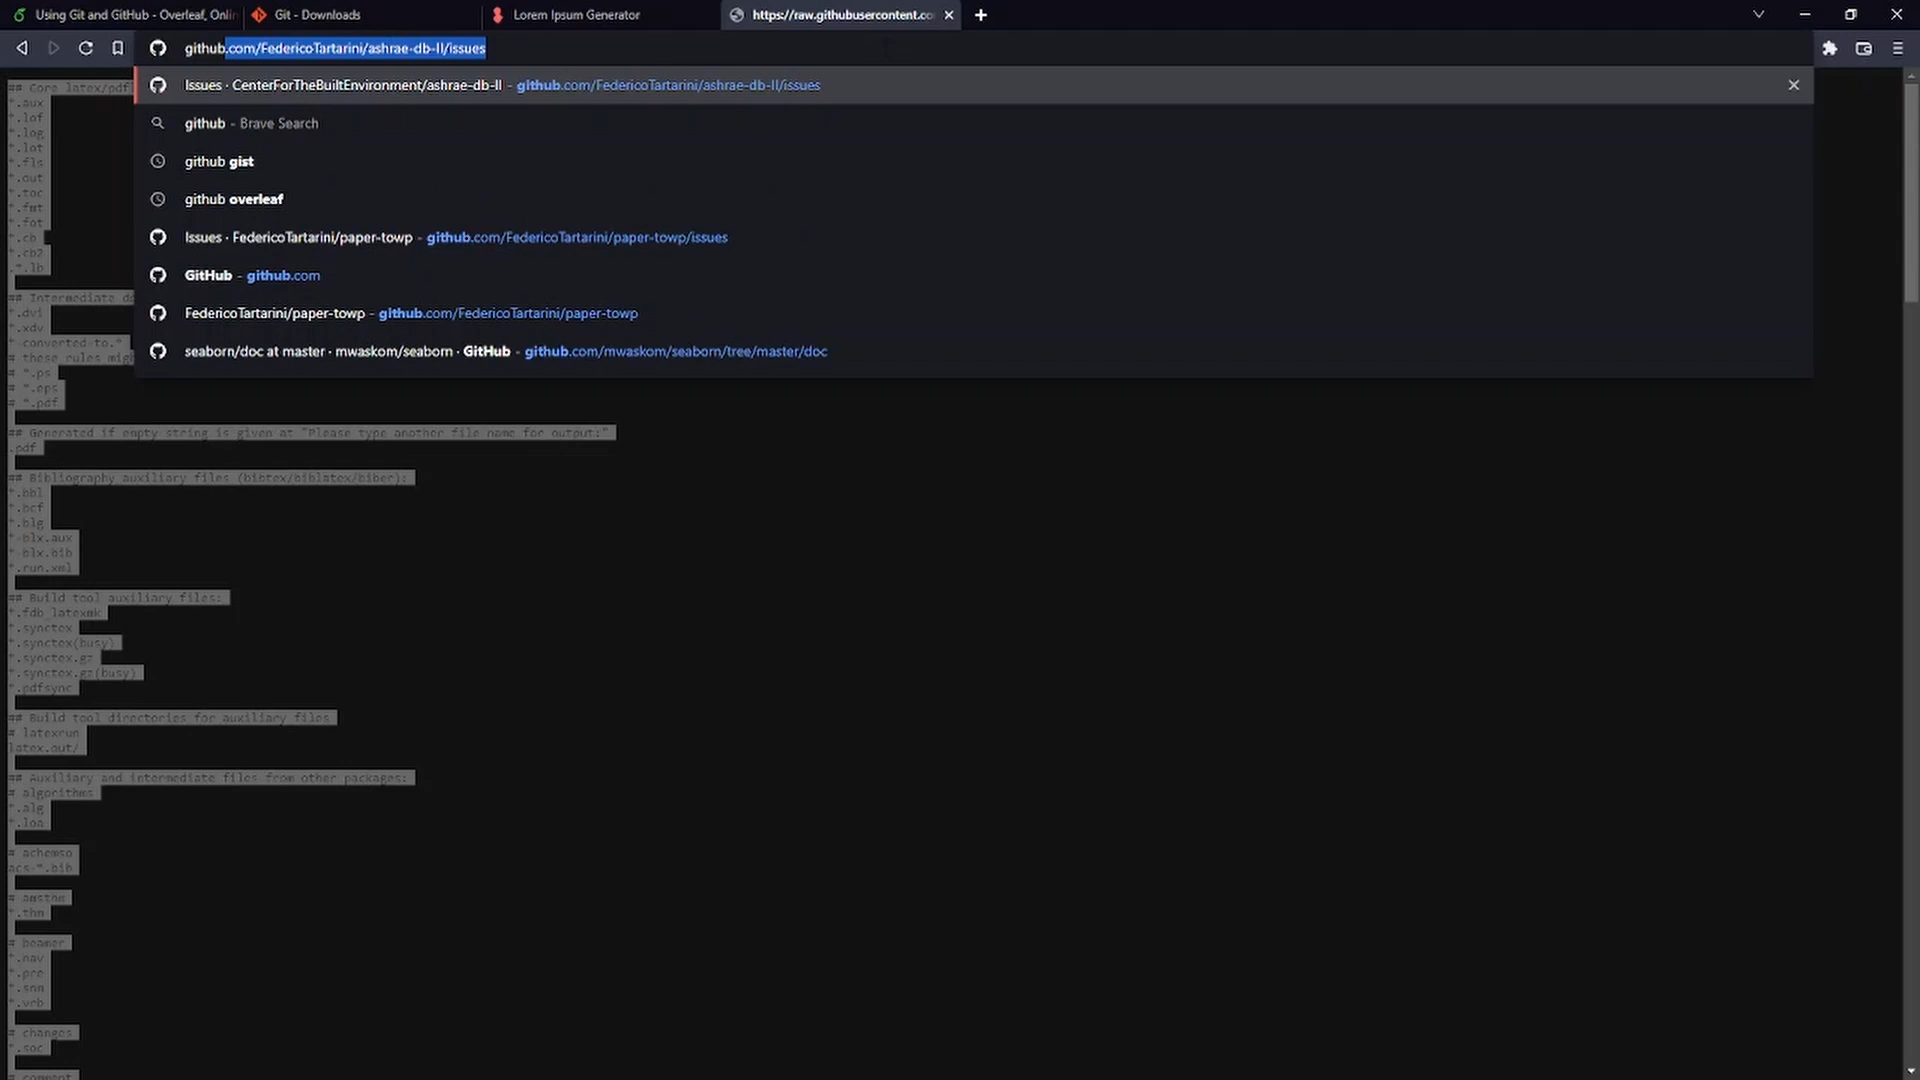 Using Git and GitHub - Overleaf, Onli
Git - Downloads
Lorem Ipsum Generator
https://raw.githubusercontent.co
github.com/FedericoTartarini/ashrae-db-II/issues
Issues · CenterForTheBuiltEnvironment/ashrae-db-II - github.com/FedericoTartarini/ashrae-db-II/issues
github - Brave Search
github gist
github overleaf
Issues · FedericoTartarini/paper-towp - github.com/FedericoTartarini/paper-towp/issues
GitHub - github.com
FedericoTartarini/paper-towp - github.com/FedericoTartarini/paper-towp
seaborn/doc at master · mwaskom/seaborn · GitHub - github.com/mwaskom/seaborn/tree/master/doc
## Core latex/pdf
*.aux
*.lof
*.log
*.lot
*.fls
*.out
*.toc
*.fmt
*.fot
*.cb
*.cb2
.*.lb
## Intermediate do
*.dvi
*.xdv
*-converted-to.*
# these rules migh
# *.ps
# *.eps
# *.pdf
## Generated if empty string is given at "Please type another file name for output:"
.pdf
## Bibliography auxiliary files (bibtex/biblatex/biber):
*.bbl
*.bcf
*.blg
*-blx.aux
*-blx.bib
*.run.xml
## Build tool auxiliary files:
*.fdb_latexmk
*.synctex
*.synctex(busy)
*.synctex.gz
*.synctex.gz(busy)
*.pdfsync
## Build tool directories for auxiliary files
# latexrun
latex.out/
## Auxiliary and intermediate files from other packages:
# algorithms
*.alg
*.loa
# achemso
acs-*.bib
# amsthm
*.thm
# beamer
*.nav
*.pre
*.snm
*.vrb
# changes
*.soc
# comment